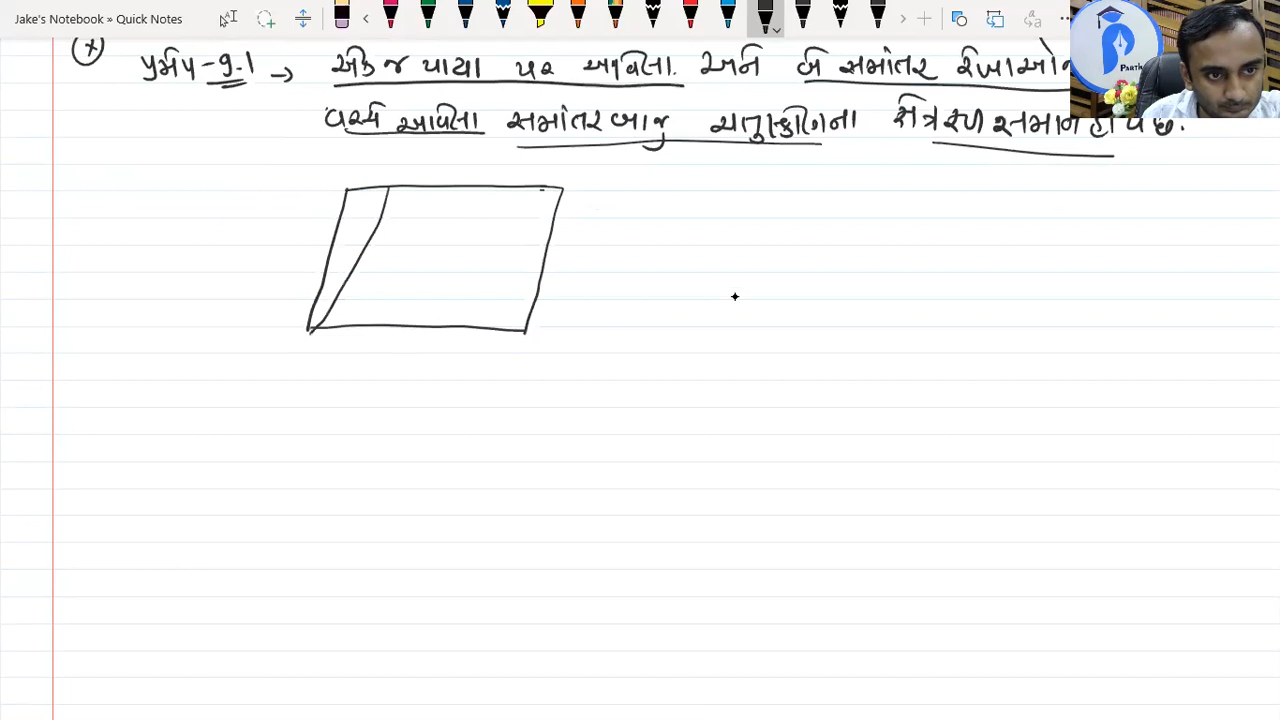 Jake's Notebook » Quick Notes
પ્રમેય - 9.1 → એક જ પાયા પર આવેલા અને બે સમાંતર રેખાઓન
વચ્ચે આવેલા સમાંતરબાજુ ચતુષ્કોણના ક્ષેત્રફળ સમાન હોય છે.